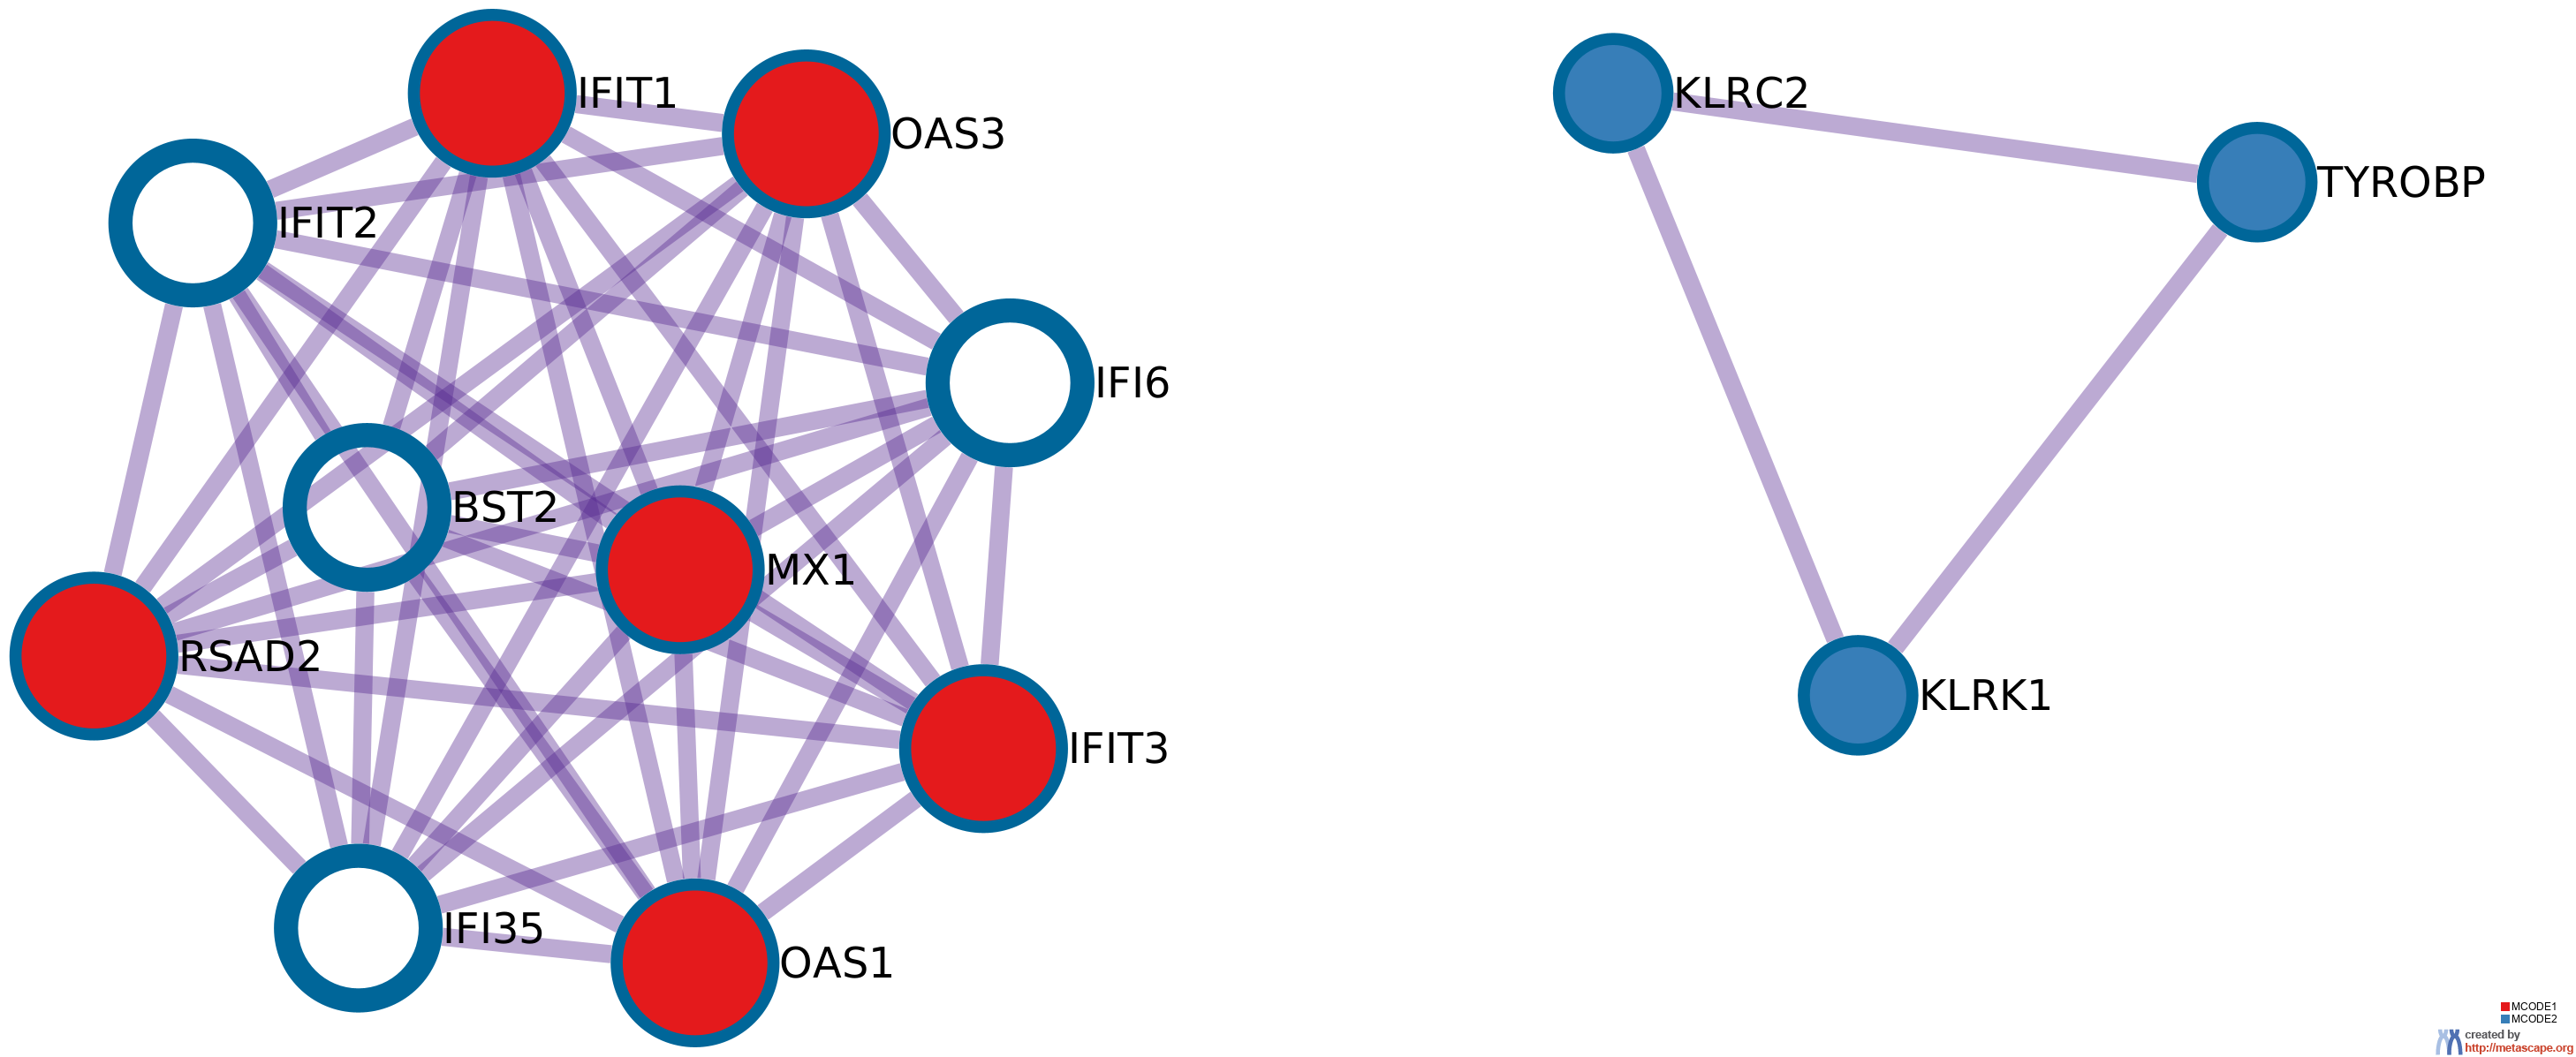 IFIT1
OAS3
IFIT2
IFI6
BST2
MX1
RSAD2
IFIT3
IFI35
OAS1
KLRC2
TYROBP
KLRK1
MCODE1
MCODE2
created by
http://metascape.org